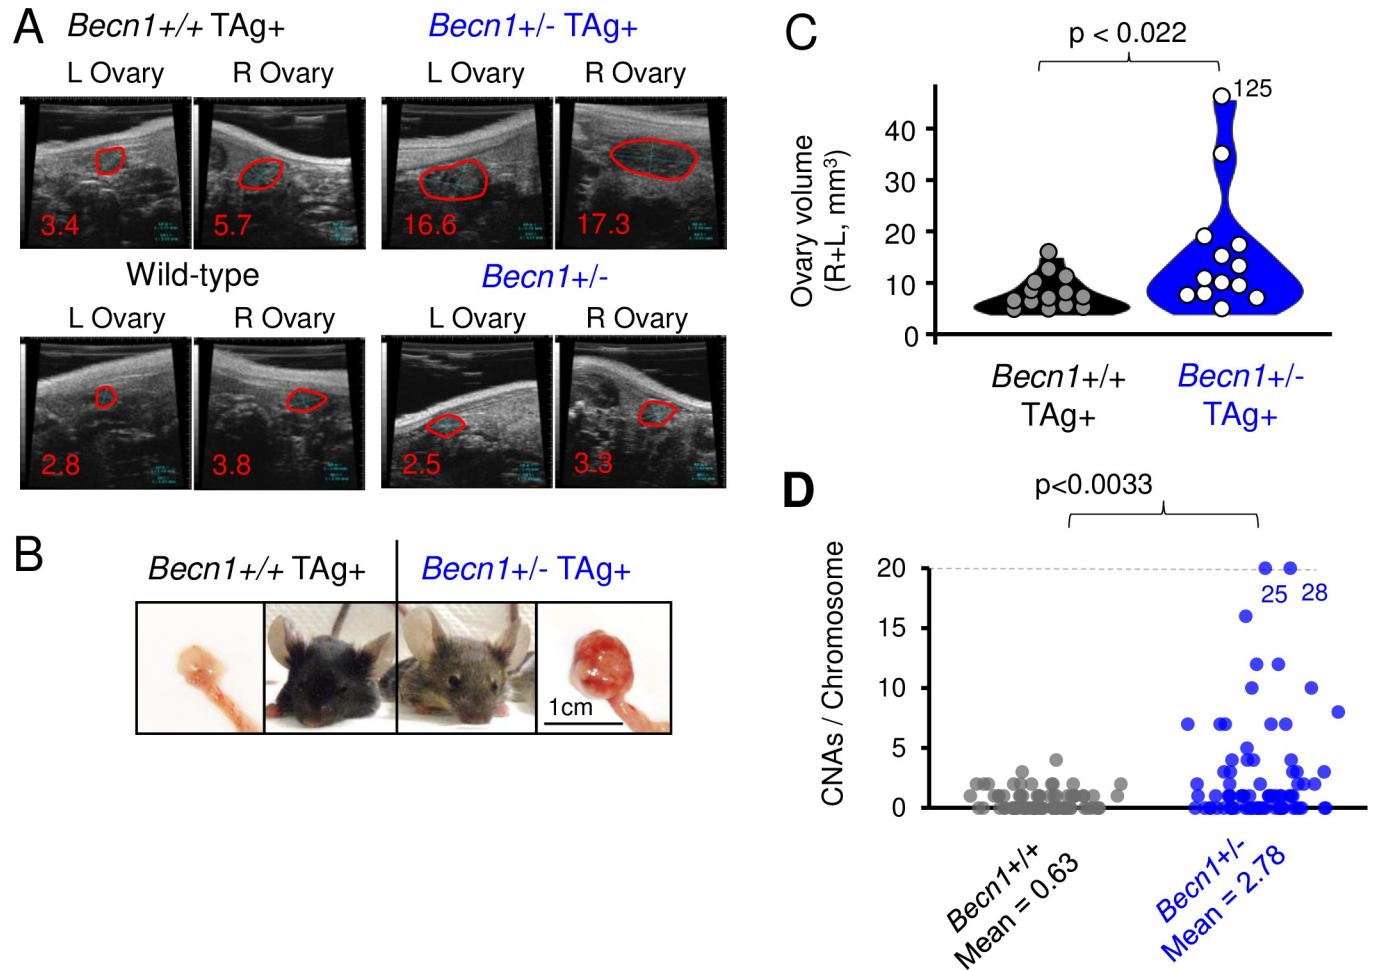 A
Becn1+/+ TAg+
Becn1+/- TAg+
L Ovary
R Ovary
L Ovary
R Ovary
3.4
5.7
16.6
17.3
Wild-type
Becn1+/-
L Ovary
R Ovary
L Ovary
R Ovary
2.8
3.8
2.5
3.3
B
Becn1+/+ TAg+
Becn1+/- TAg+
1cm
C
p < 0.022
125
Ovary volume
(R+L, mm³)
40
30
20
10
0
Becn1+/+
TAg+
Becn1+/-
TAg+
D
p<0.0033
CNAs / Chromosome
20
15
10
5
0
25
28
Becn1+/+
Mean = 0.63
Becn1+/-
Mean = 2.78